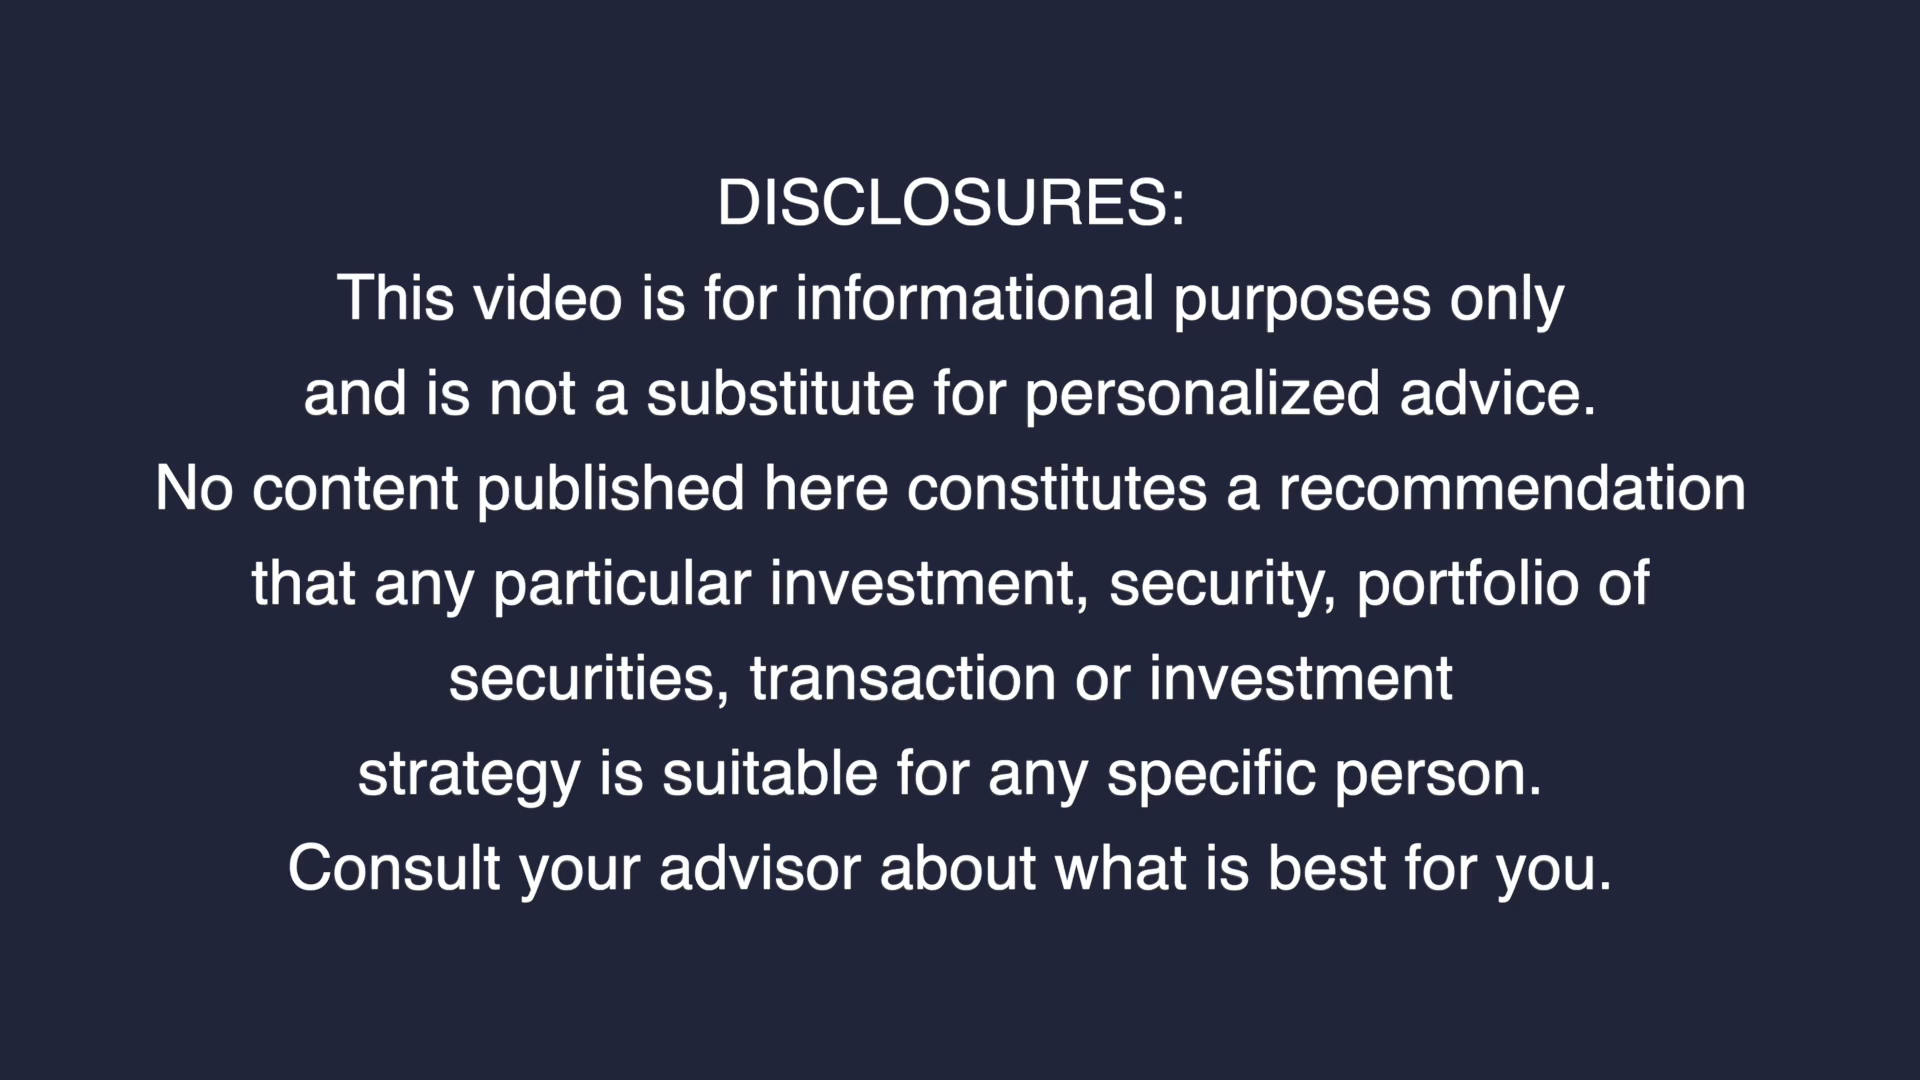 DISCLOSURES:
This video is for informational purposes only
and is not a substitute for personalized advice.
No content published here constitutes a recommendation
that any particular investment, security, portfolio of
securities, transaction or investment
strategy is suitable for any specific person.
Consult your advisor about what is best for you.